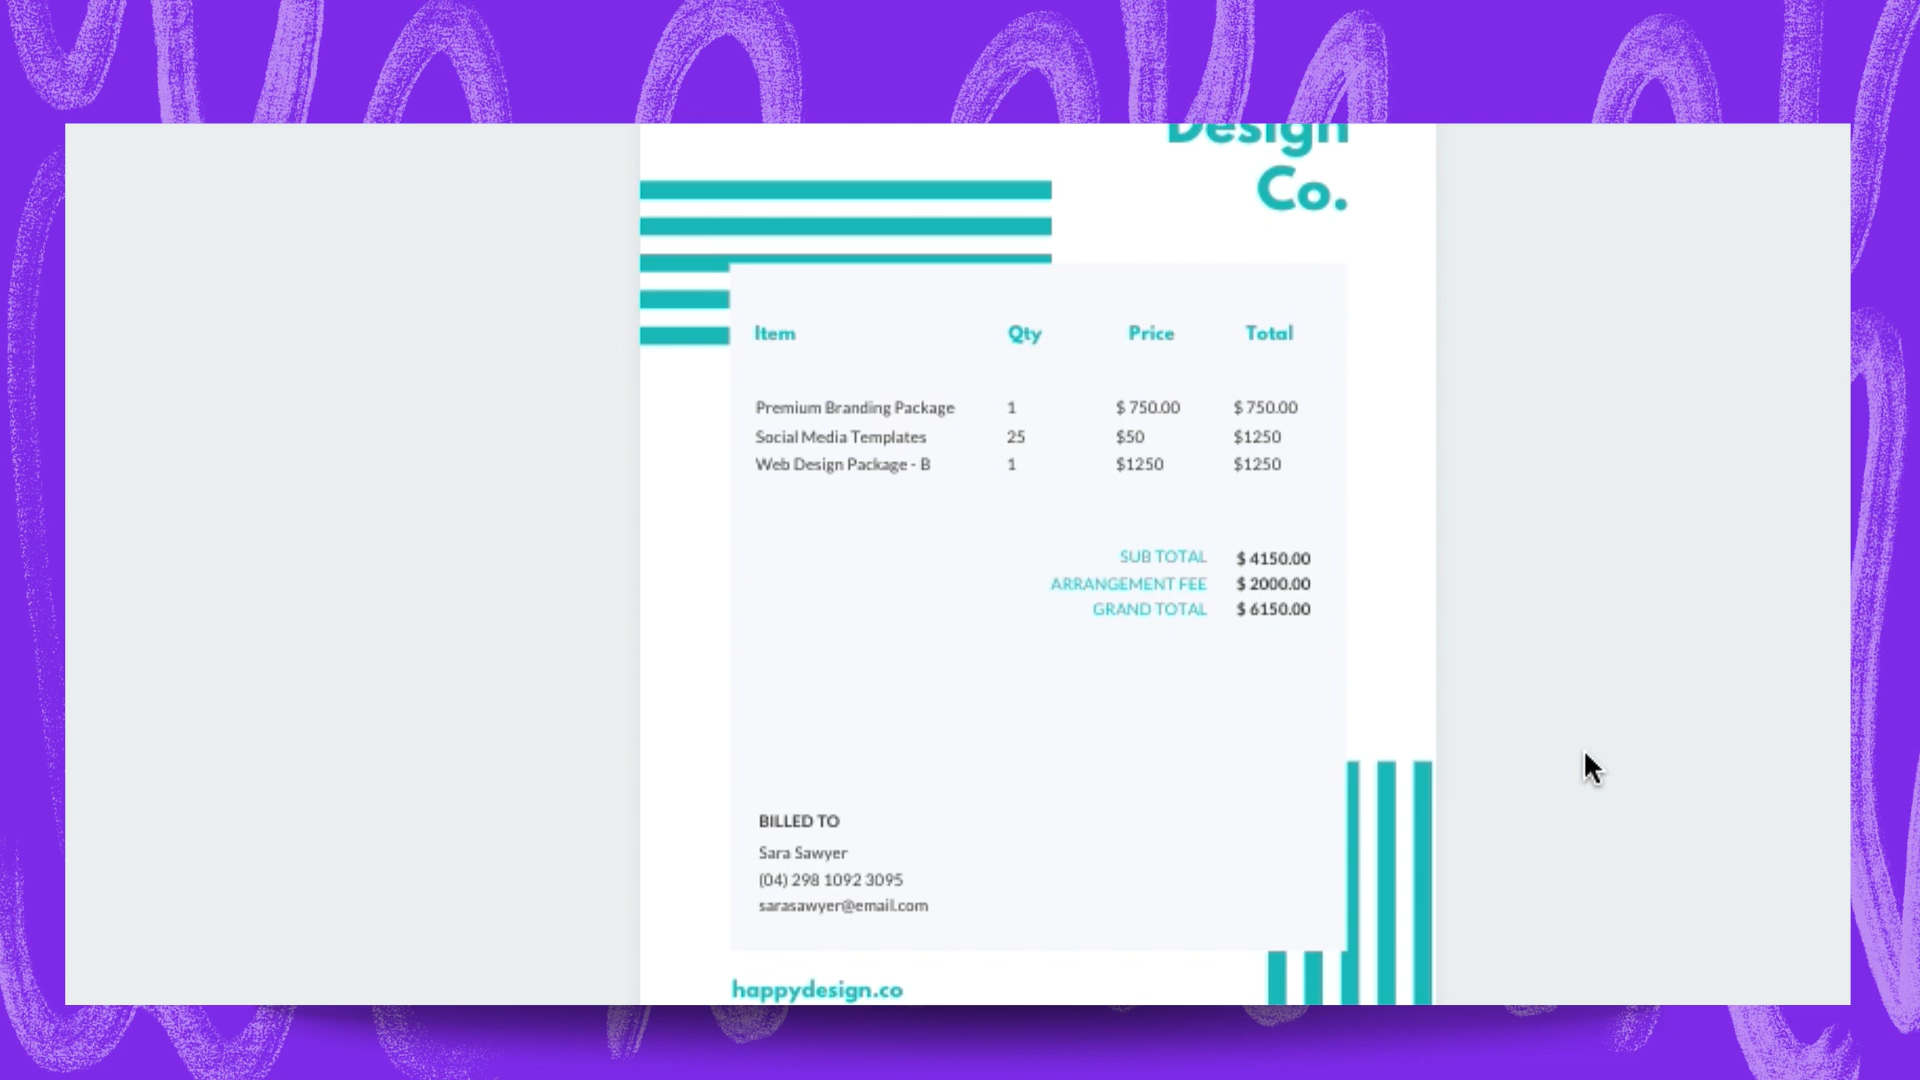 Design
Co.
Item Qty Price Total
Premium Branding Package 1 $ 750.00 $ 750.00
Social Media Templates 25 $50 $1250
Web Design Package - B 1 $1250 $1250
SUB TOTAL $ 4150.00
ARRANGEMENT FEE $ 2000.00
GRAND TOTAL $ 6150.00
BILLED TO
Sara Sawyer
(04) 298 1092 3095
sarasawyer@email.com
happydesign.co